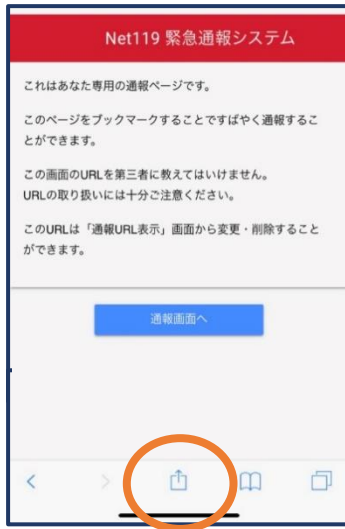 Net119 緊急通報システム
これはあなた専用の通報ページです。
このページをブックマークすることですばやく通報するこ
とができます。
この画面のURLを第三者に教えてはいけません。
URLの取り扱いには十分ご注意ください。
このURLは「通報URL表示」画面から変更・削除すること
ができます。
通報画面へ